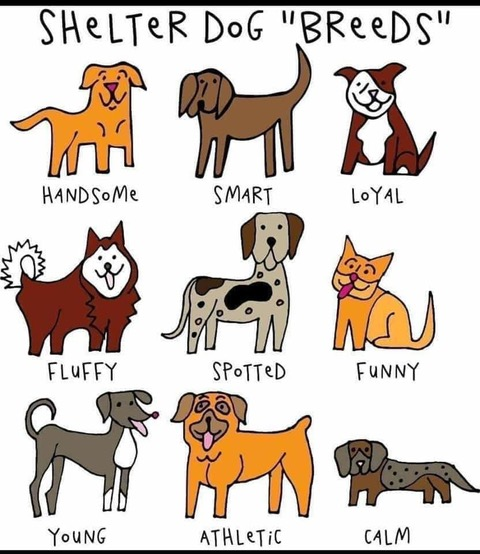 SHeLTeR DoG "BReeDS"
HANDSoMe SMART LoYAL
FLuFFY SPoTTeD FuNNY
YouNG ATHLeTiC CALM